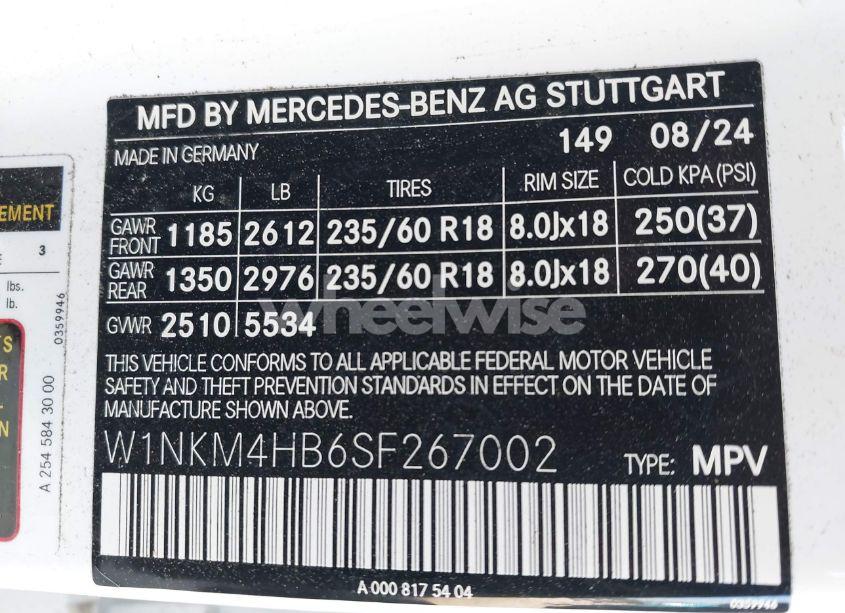 MFD BY MERCEDES-BENZ AG STUTTGART
MADE IN GERMANY 149 08/24
KG LB TIRES RIM SIZE COLD KPA (PSI)
GAWR FRONT 1185 2612 235/60 R18 8.0Jx18 250(37)
GAWR REAR 1350 2976 235/60 R18 8.0Jx18 270(40)
GVWR 2510 5534
wheelwise
THIS VEHICLE CONFORMS TO ALL APPLICABLE FEDERAL MOTOR VEHICLE
SAFETY AND THEFT PREVENTION STANDARDS IN EFFECT ON THE DATE OF
MANUFACTURE SHOWN ABOVE.
W1NKM4HB6SF267002 TYPE: MPV
A 000 817 54 04
0359946
EMENT
3
lbs.
lb.
0359946
A 254 584 30 00